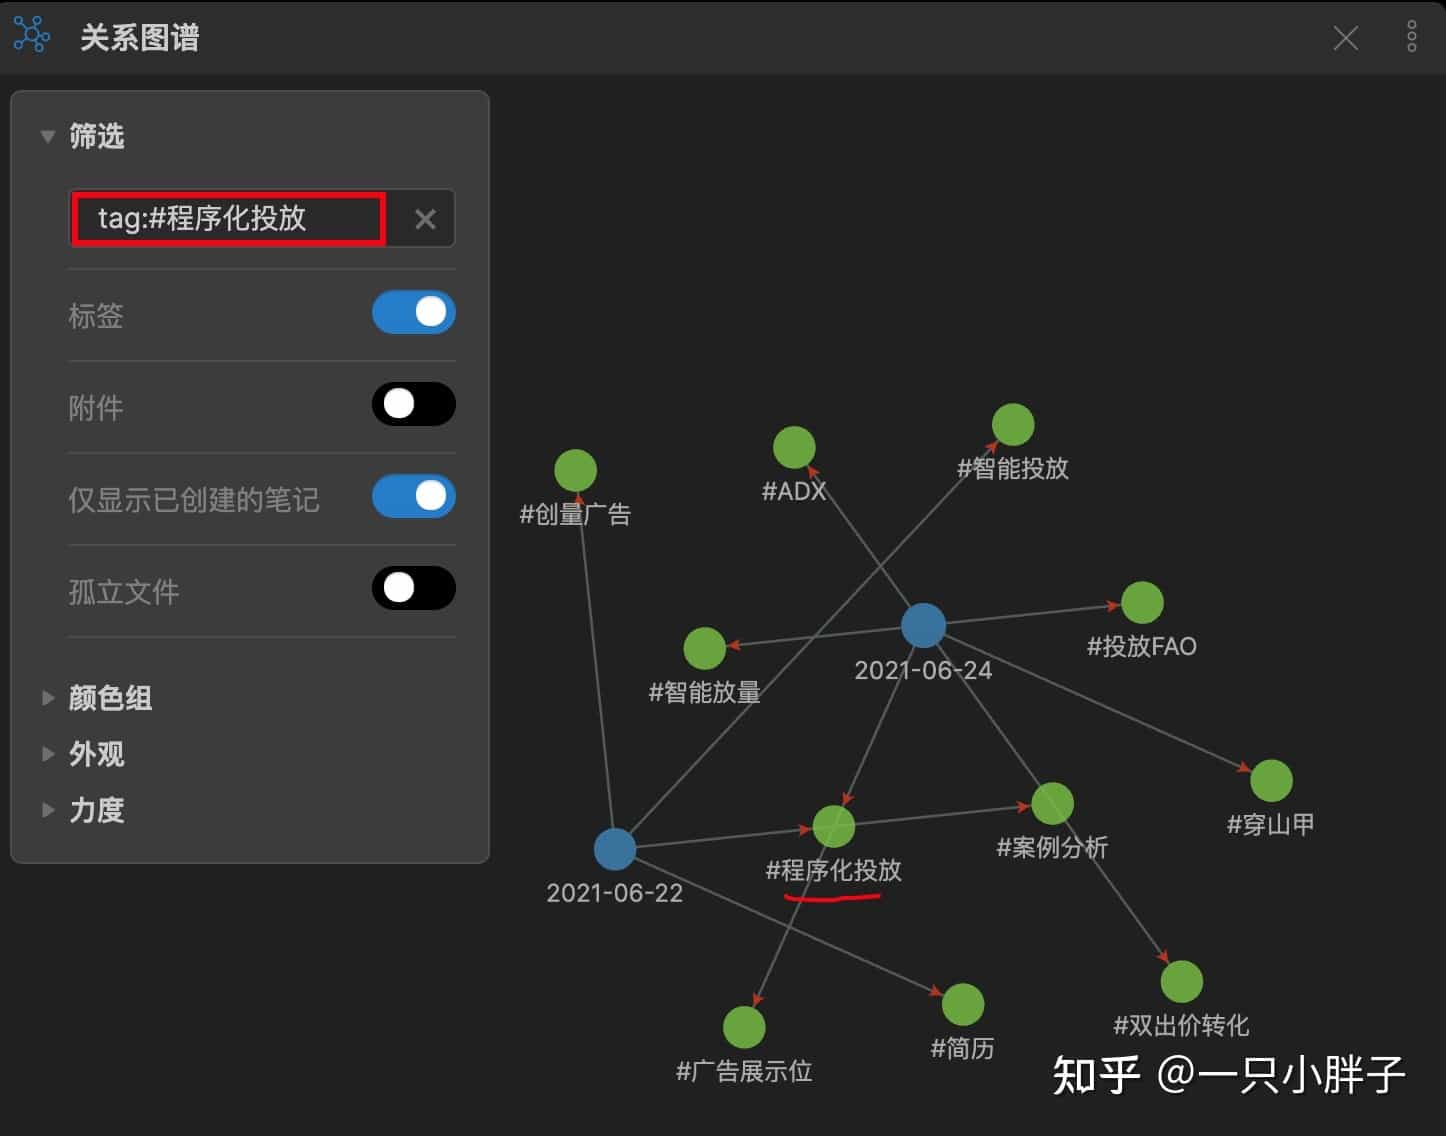 关系图谱
筛选
tag:#程序化投放
标签
附件
仅显示已创建的笔记
孤立文件
颜色组
外观
力度
#智能投放
#ADX
#创量广告
#投放FAO
2021-06-24
#智能放量
#穿山甲
#案例分析
#程序化投放
2021-06-22
#双出价转化
#简历
#广告展示位
知乎 @一只小胖子